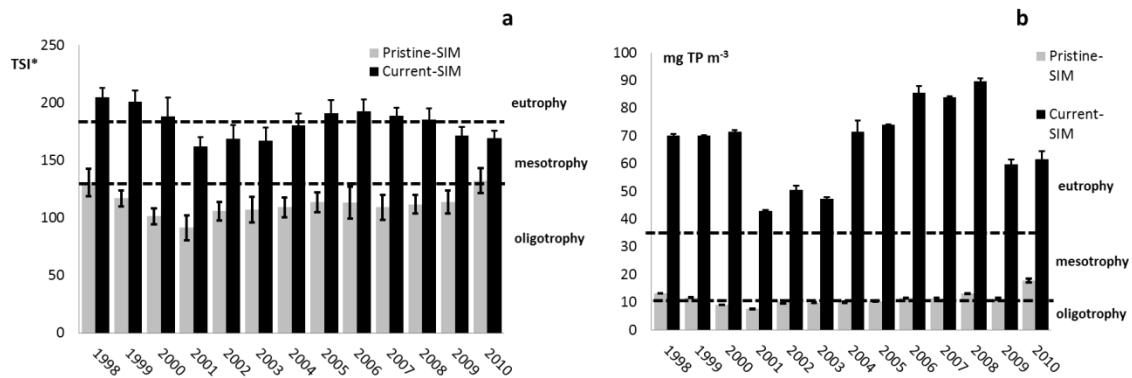 a
TSI*
250
200
150
100
50
0
Pristine-SIM
Current-SIM
eutrophy
mesotrophy
oligotrophy
1998
1999
2000
2001
2002
2003
2004
2005
2006
2007
2008
2009
2010
b
mg TP m-3
100
90
80
70
60
50
40
30
20
10
0
Pristine-
SIM
Current-
SIM
eutrophy
mesotrophy
oligotrophy
1998
1999
2000
2001
2002
2003
2004
2005
2006
2007
2008
2009
2010